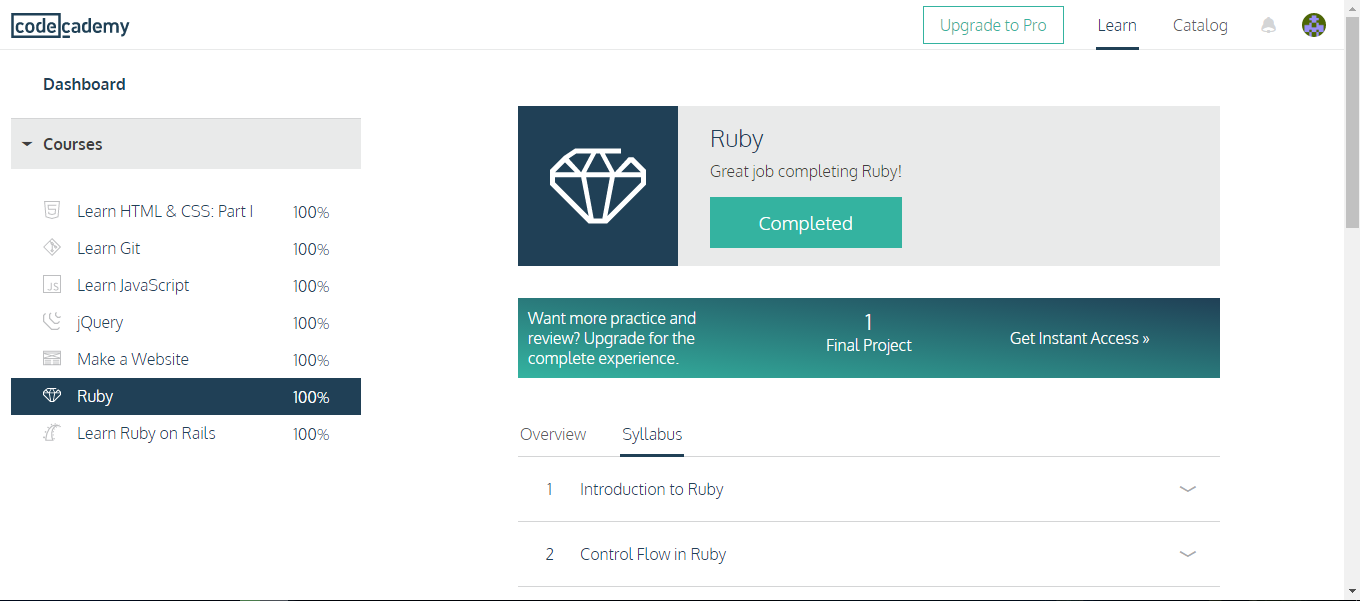 codecademy
Upgrade to Pro
Learn
Catalog
Dashboard
Courses
Learn HTML & CSS: Part I 100%
Learn Git 100%
JS Learn JavaScript 100%
jQuery 100%
Make a Website 100%
Ruby 100%
Learn Ruby on Rails 100%
Ruby
Great job completing Ruby!
Completed
Want more practice and
review? Upgrade for the
complete experience.
1
Final Project
Get Instant Access »
Overview
Syllabus
1 Introduction to Ruby
2 Control Flow in Ruby